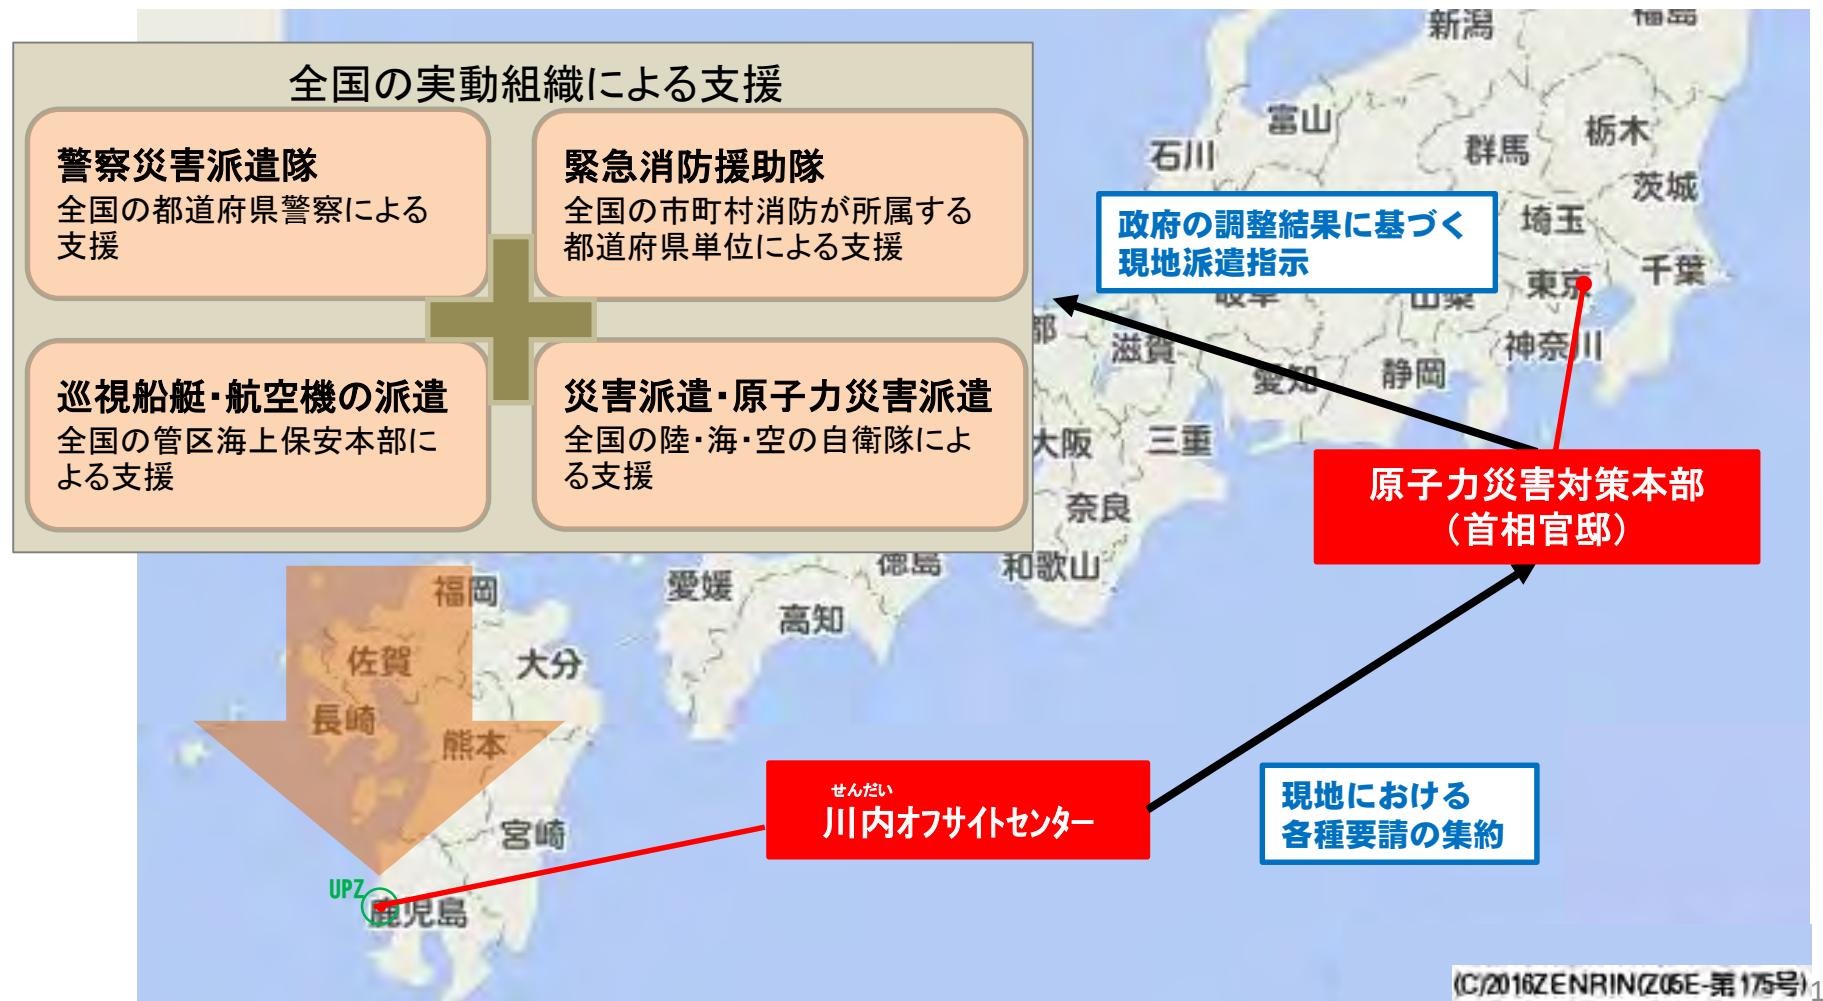 全国の実動組織による支援
警察災害派遣隊
全国の都道府県警察による
支援
緊急消防援助隊
全国の市町村消防が所属する
都道府県単位による支援
巡視船艇・航空機の派遣
全国の管区海上保安本部に
よる支援
災害派遣・原子力災害派遣
全国の陸・海・空の自衛隊によ
る支援
新潟
福島
富山
石川
群馬
栃木
茨城
埼玉
政府の調整結果に基づく
現地派遣指示
千葉
東京
岐阜
山梨
神奈川
都
滋賀
愛知
静岡
大阪
三重
奈良
原子力災害対策本部
(首相官邸)
和歌山
徳島
愛媛
高知
福岡
佐賀
大分
長崎
熊本
宮崎
せんだい
川内オフサイトセンター
現地における
各種要請の集約
UPZ
鹿児島
(C)2016ZENRIN(Z05E-第175号)
1